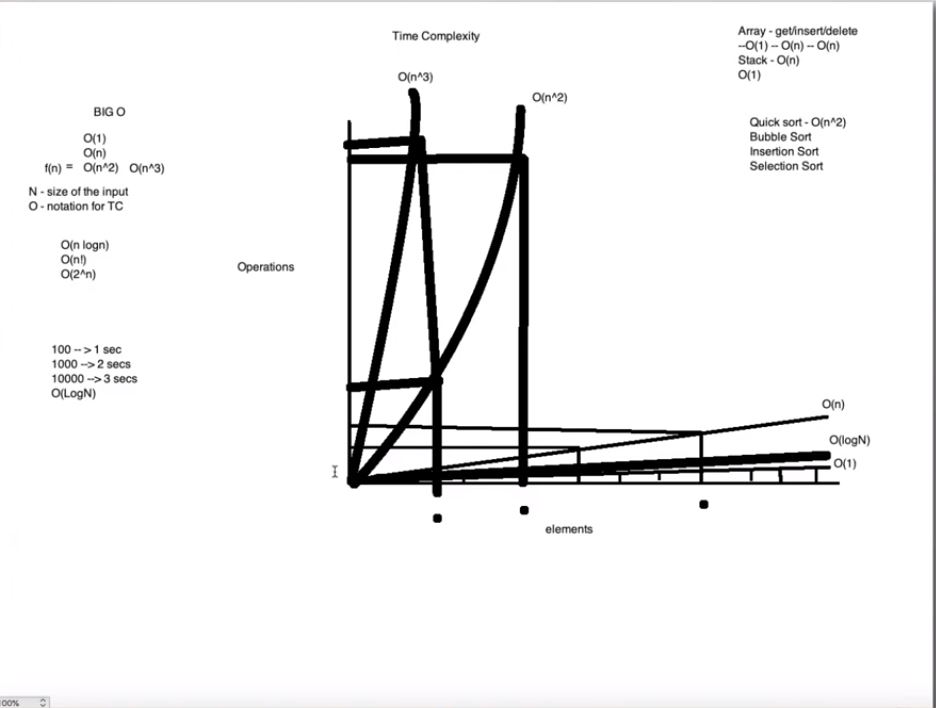 Time Complexity
Array - get/insert/delete
--O(1) -- O(n) -- O(n)
Stack - O(n)
O(1)
O(n^3)
O(n^2)
BIG O
O(1)
O(n)
f(n) = O(n^2) O(n^3)
N - size of the input
O - notation for TC
Quick sort - O(n^2)
Bubble Sort
Insertion Sort
Selection Sort
O(n logn)
O(n!)
O(2^n)
Operations
100 -- > 1 sec
1000 --> 2 secs
10000 --> 3 secs
O(LogN)
O(n)
O(logN)
O(1)
elements
00%